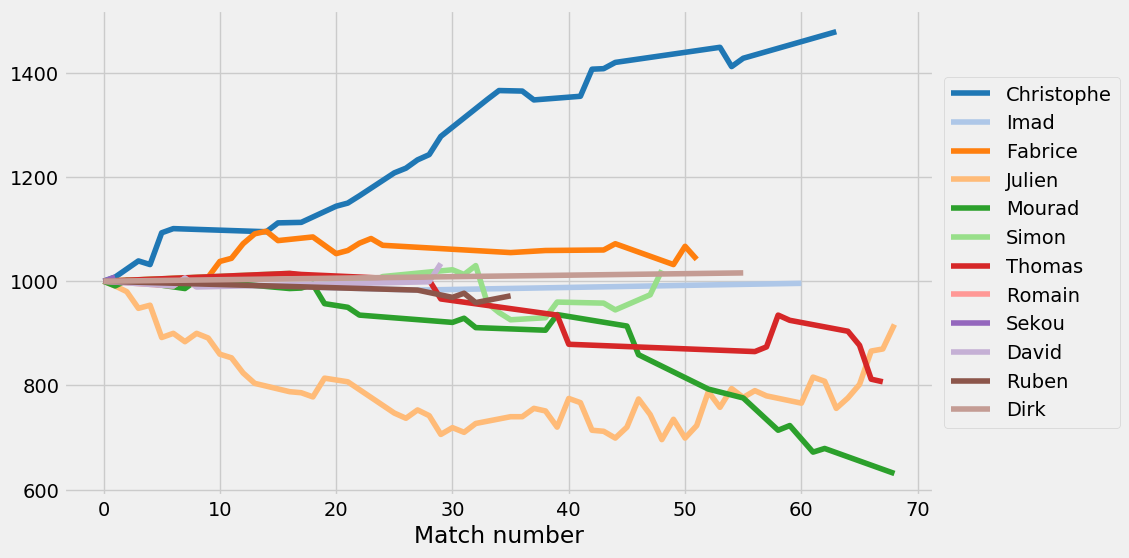 1400
1200
1000
800
600
0 10 20 30 40 50 60 70
Match number
Christophe
Imad
Fabrice
Julien
Mourad
Simon
Thomas
Romain
Sekou
David
Ruben
Dirk